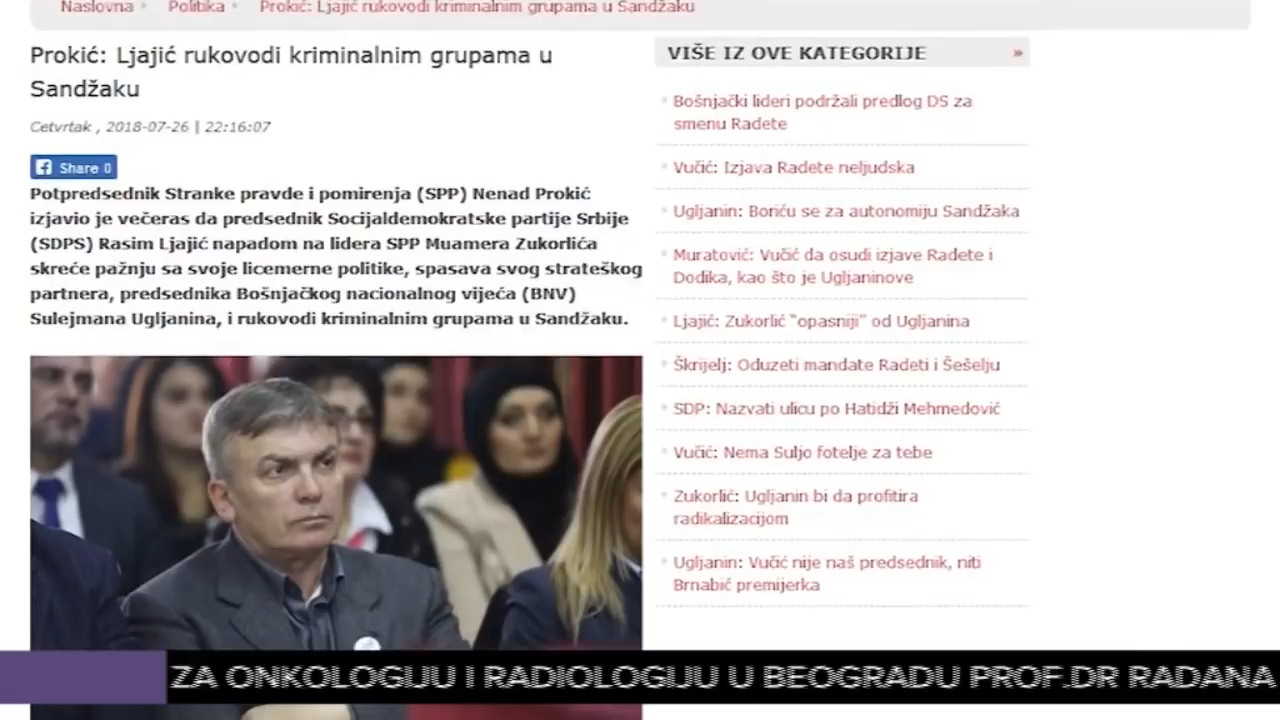 Naslovna
Politika
Prokić: Ljajić rukovodi kriminalnim grupama u Sandžaku
Prokić: Ljajić rukovodi kriminalnim grupama u
Sandžaku
Cetvrtak , 2018-07-26 | 22:16:07
Share 0
Potpredsednik Stranke pravde i pomirenja (SPP) Nenad Prokić
izjavio je večeras da predsednik Socijaldemokratske partije Srbije
(SDPS) Rasim Ljajić napadom na lidera SPP Muamera Zukorlića
skreće pažnju sa svoje licemerne politike, spasava svog strateškog
partnera, predsednika Bošnjačkog nacionalnog vijeća (BNV)
Sulejmana Ugljanina, i rukovodi kriminalnim grupama u Sandžaku.
VIŠE IZ OVE KATEGORIJE »
Bošnjački lideri podržali predlog DS za
smenu Radete
Vučić: Izjava Radete neljudska
Ugljanin: Boriću se za autonomiju Sandžaka
Muratović: Vučić da osudi izjave Radete i
Dodika, kao što je Ugljaninove
Ljajić: Zukorlić “opasniji” od Ugljanina
Škrijelj: Oduzeti mandate Radeti i Šešelju
SDP: Nazvati ulicu po Hatidži Mehmedović
Vučić: Nema Suljo fotelje za tebe
Zukorlić: Ugljanin bi da profitira
radikalizacijom
Ugljanin: Vučić nije naš predsednik, niti
Brnabić premijerka
ZA ONKOLOGIJU I RADIOLOGIJU U BEOGRADU PROF.DR RADANA